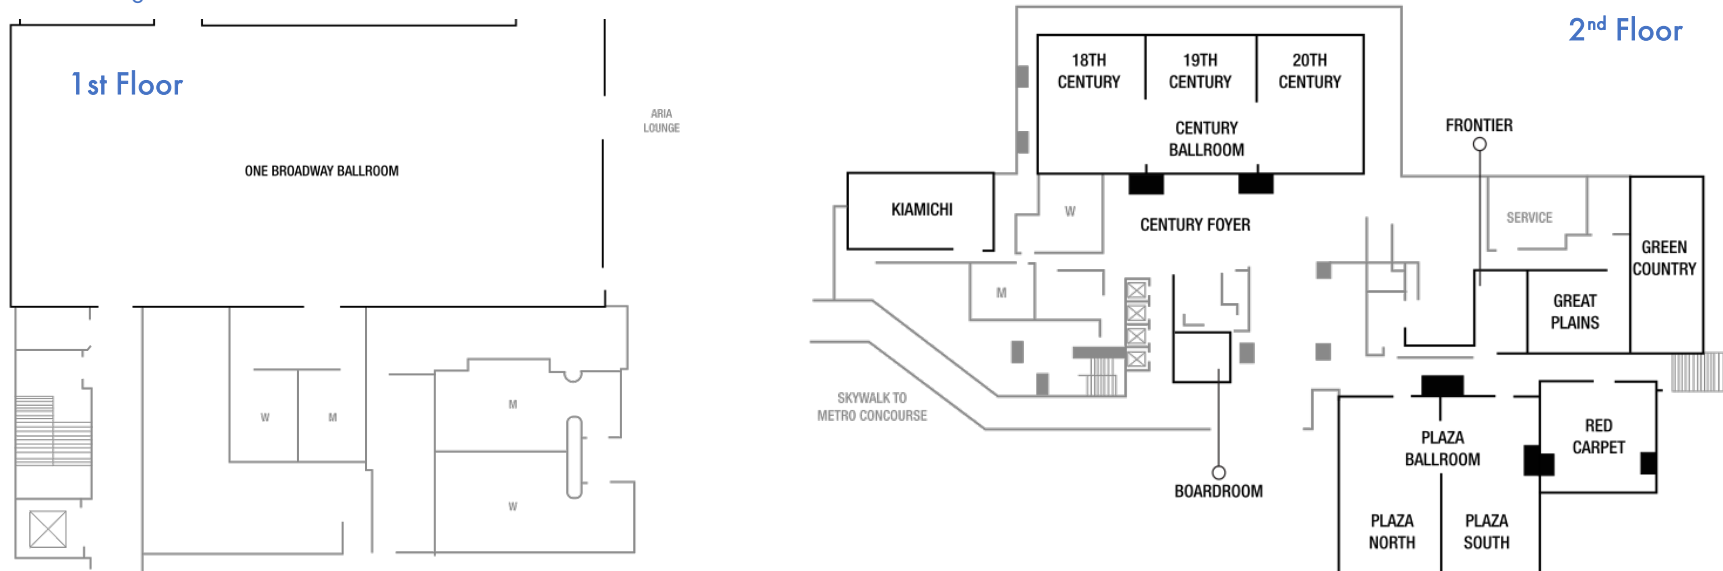 1st Floor
ARIA
LOUNGE
ONE BROADWAY BALLROOM
W
M
M
W
2nd Floor
18TH
CENTURY
19TH
CENTURY
20TH
CENTURY
CENTURY
BALLROOM
FRONTIER
KIAMICHI
W
CENTURY FOYER
SERVICE
GREEN
COUNTRY
M
GREAT
PLAINS
SKYWALK TO
METRO CONCOURSE
BOARDROOM
PLAZA
BALLROOM
RED
CARPET
PLAZA
NORTH
PLAZA
SOUTH